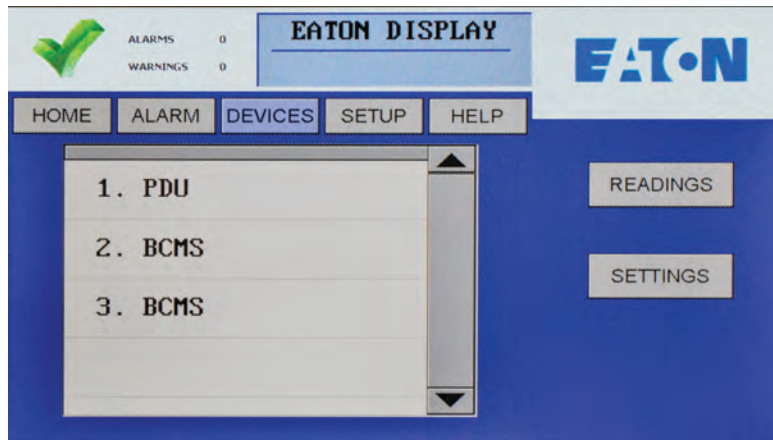 ALARMS 0
WARNINGS 0
EATON DISPLAY
EATON
HOME ALARM DEVICES SETUP HELP
1. PDU
2. BCMS
3. BCMS
READINGS
SETTINGS